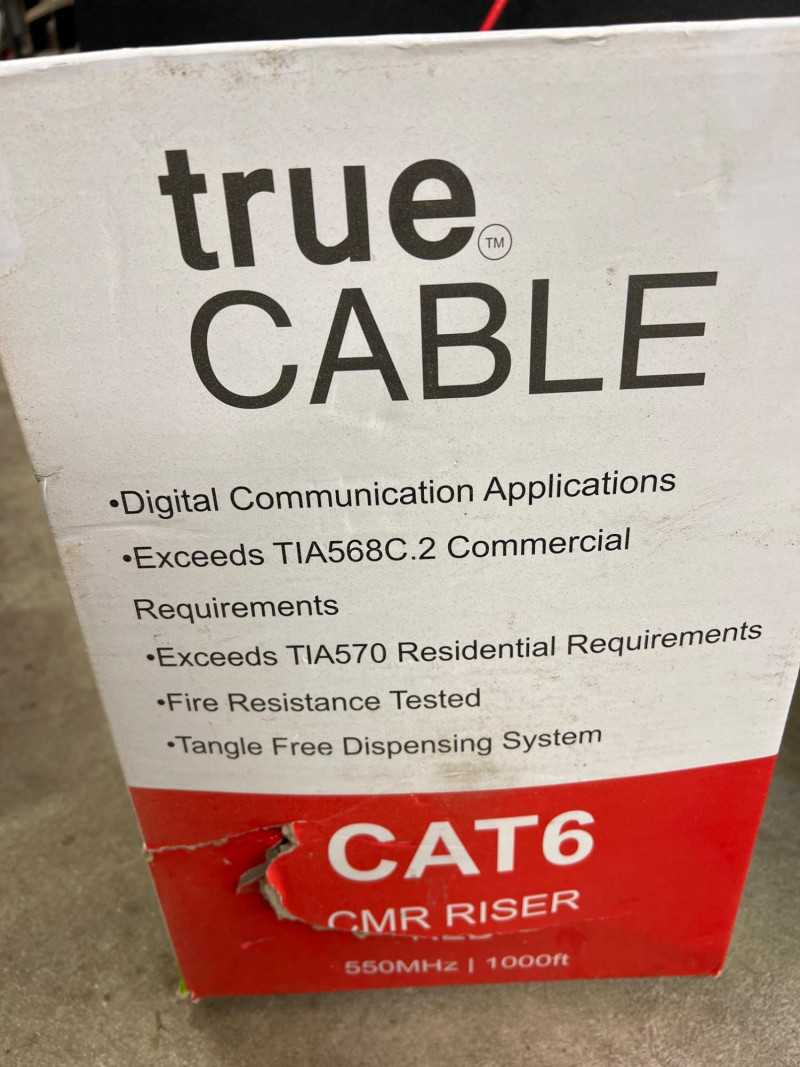 true™
CABLE
•Digital Communication Applications
•Exceeds TIA568C.2 Commercial
Requirements
•Exceeds TIA570 Residential Requirements
•Fire Resistance Tested
•Tangle Free Dispensing System
CAT6
CMR RISER
550MHz | 1000ft